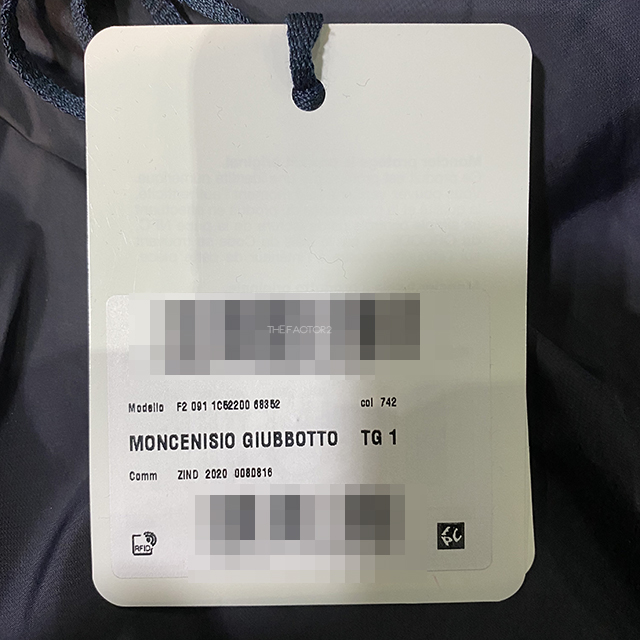 THE FACTOR2
Modello F2 091 1C52200 68352 col 742
MONCENISIO GIUBBOTTO TG 1
Comm ZIND 2020 0080816
RFID